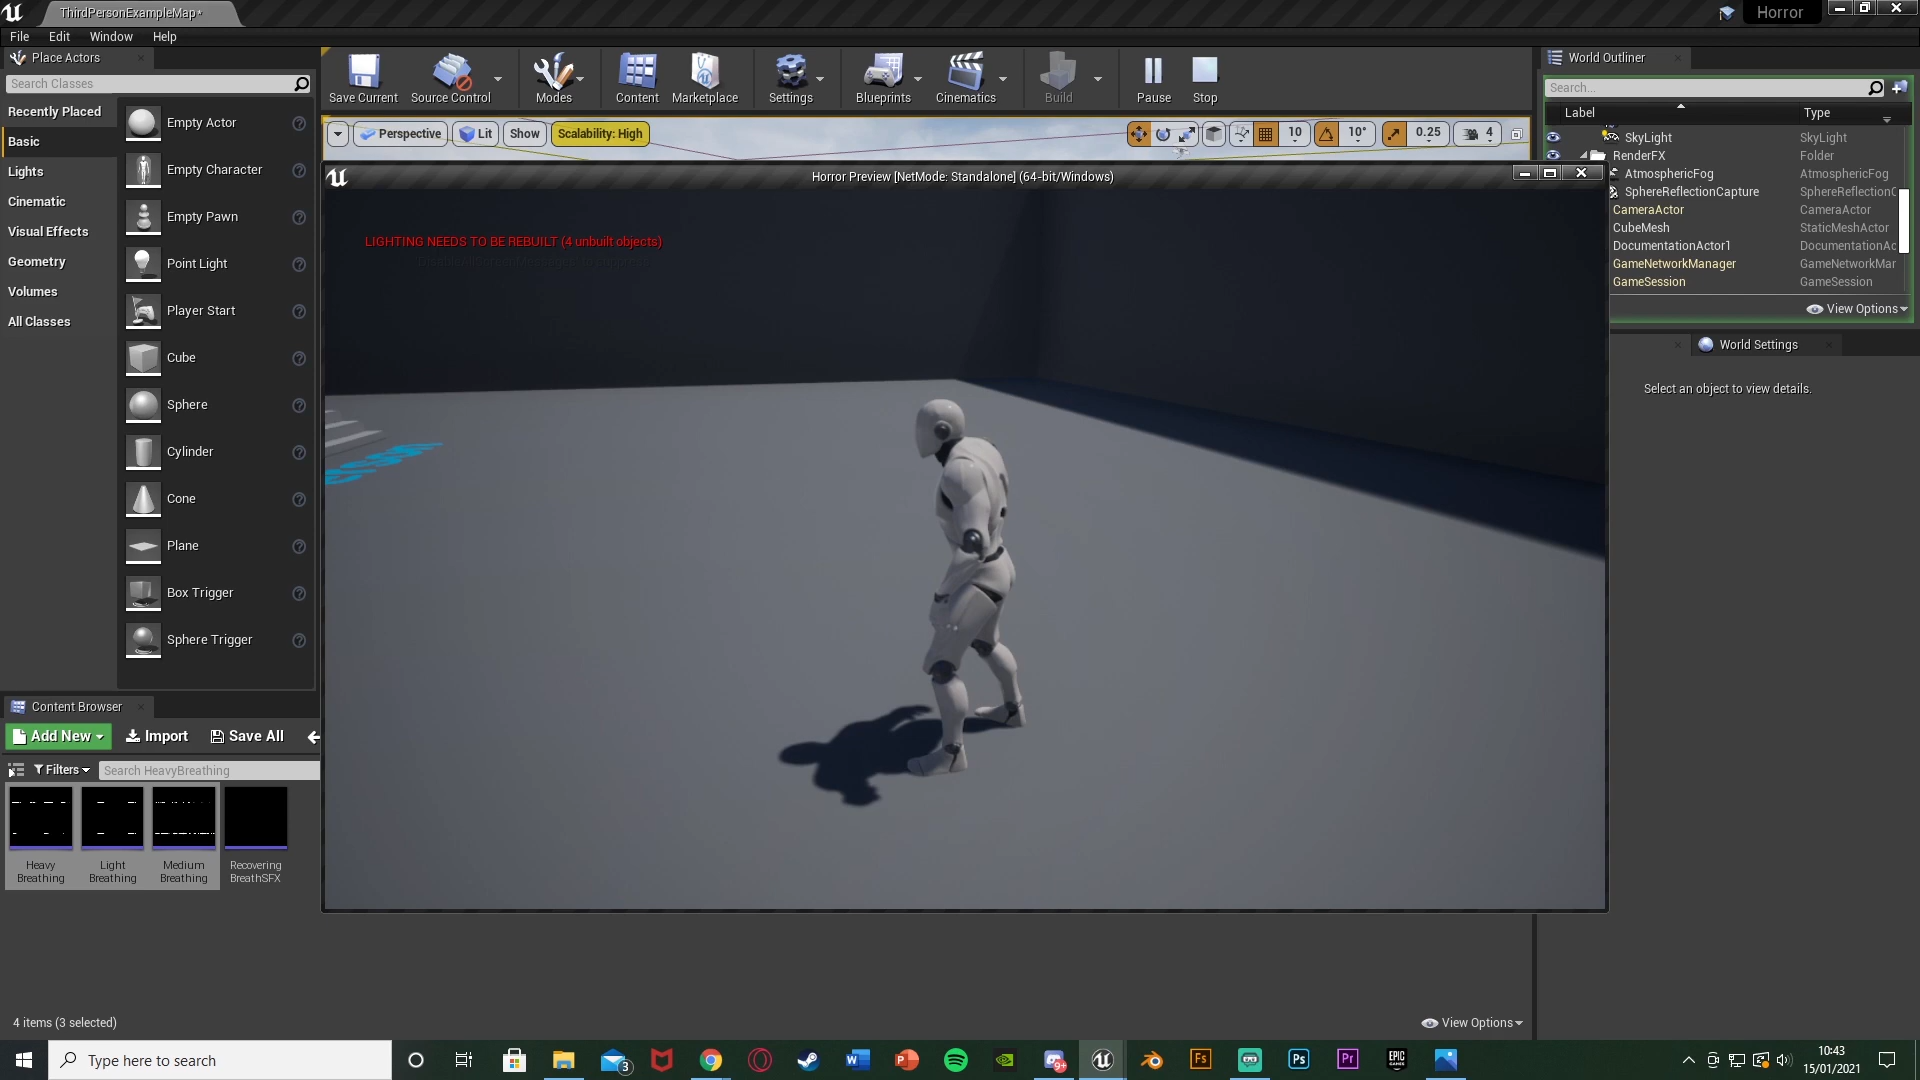 ThirdPersonExampleMap*
Horror
File Edit Window Help
Place Actors
Search Classes
Recently Placed
Basic
Lights
Cinematic
Visual Effects
Geometry
Volumes
All Classes
Empty Actor
Empty Character
Empty Pawn
Point Light
Player Start
Cube
Sphere
Cylinder
Cone
Plane
Box Trigger
Sphere Trigger
Save Current
Source Control
Modes
Content
Marketplace
Settings
Blueprints
Cinematics
Build
Pause
Stop
Perspective
Lit
Show
Scalability: High
10
10°
0.25
4
Horror Preview [NetMode: Standalone] (64-bit/Windows)
LIGHTING NEEDS TO BE REBUILT (4 unbuilt objects)
World Outliner
Search...
Label Type
SkyLight SkyLight
RenderFX Folder
AtmosphericFog AtmosphericFog
SphereReflectionCapture SphereReflectionC
CameraActor CameraActor
CubeMesh StaticMeshActor
DocumentationActor1 DocumentationAc
GameNetworkManager GameNetworkMar
GameSession GameSession
View Options
World Settings
Select an object to view details.
Content Browser
Add New
Import
Save All
Filters
Search HeavyBreathing
Heavy
Breathing
Light
Breathing
Medium
Breathing
Recovering
BreathSFX
4 items (3 selected)
View Options
Type here to search
3
W
P
9+
Fs
Ps
Pr
EPIC
GAMES
10:43
15/01/2021